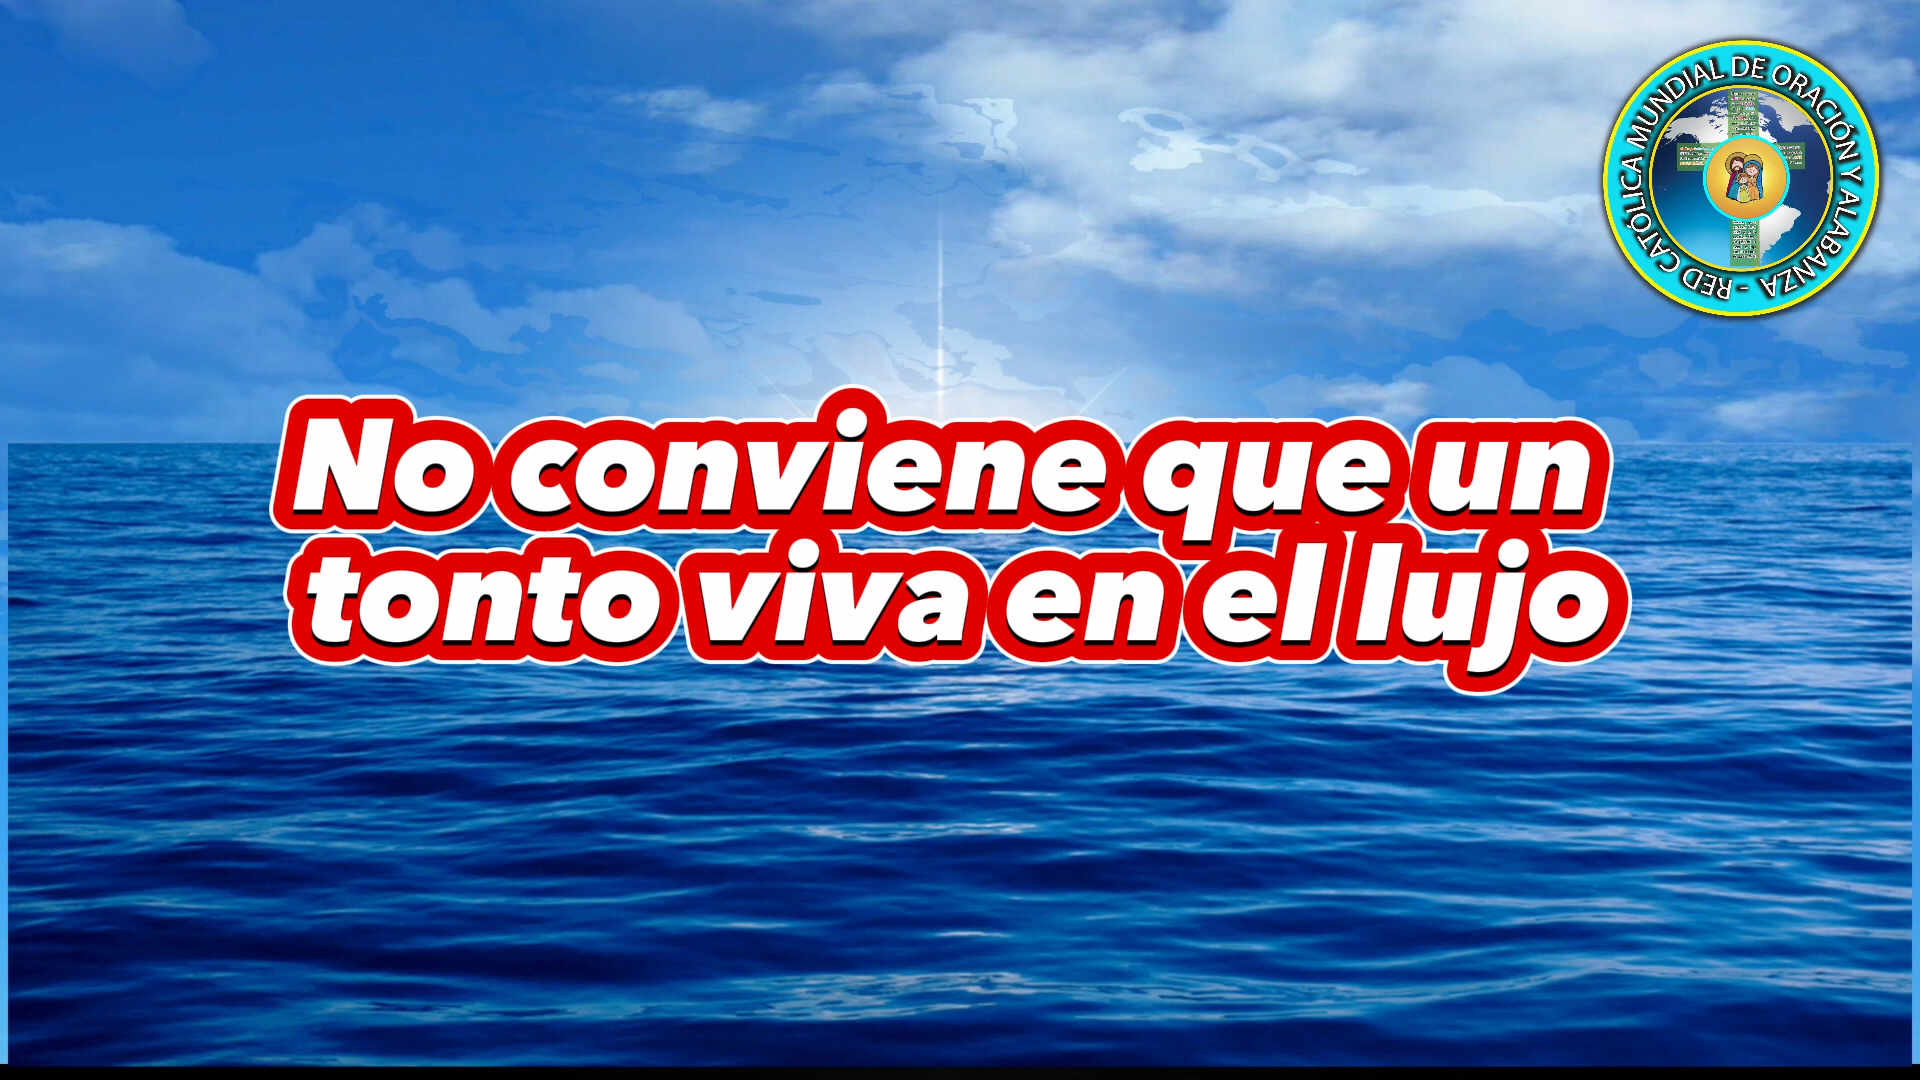 RED CATÓLICA MUNDIAL DE ORACIÓN Y ALABANZA -
No conviene que un
tonto viva en el lujo